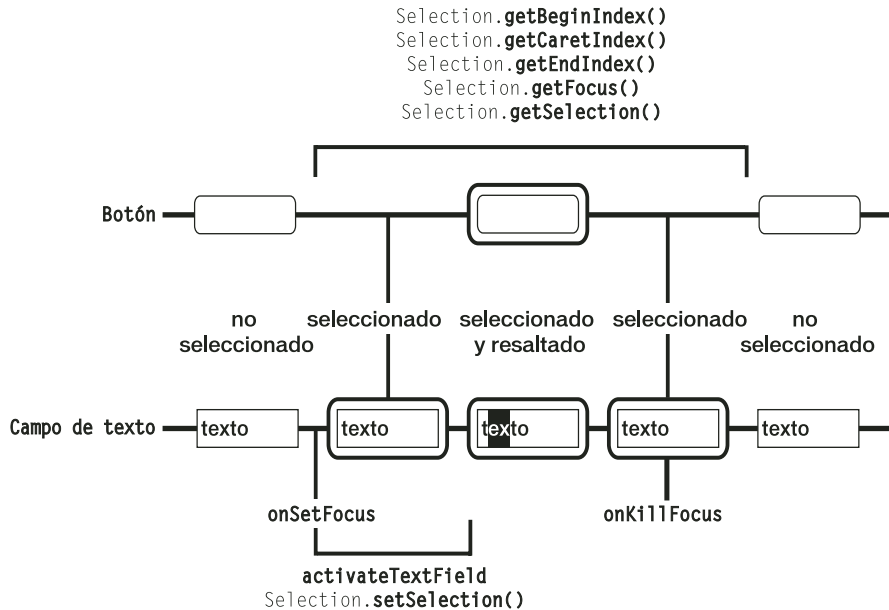 Selection.getBeginIndex()
Selection.getCaretIndex()
Selection.getEndIndex()
Selection.getFocus()
Selection.getSelection()
Botón
no seleccionado
seleccionado
seleccionado y resaltado
seleccionado
no seleccionado
Campo de texto
texto
texto
texto
texto
texto
onSetFocus
onKillFocus
activateTextField
Selection.setSelection()